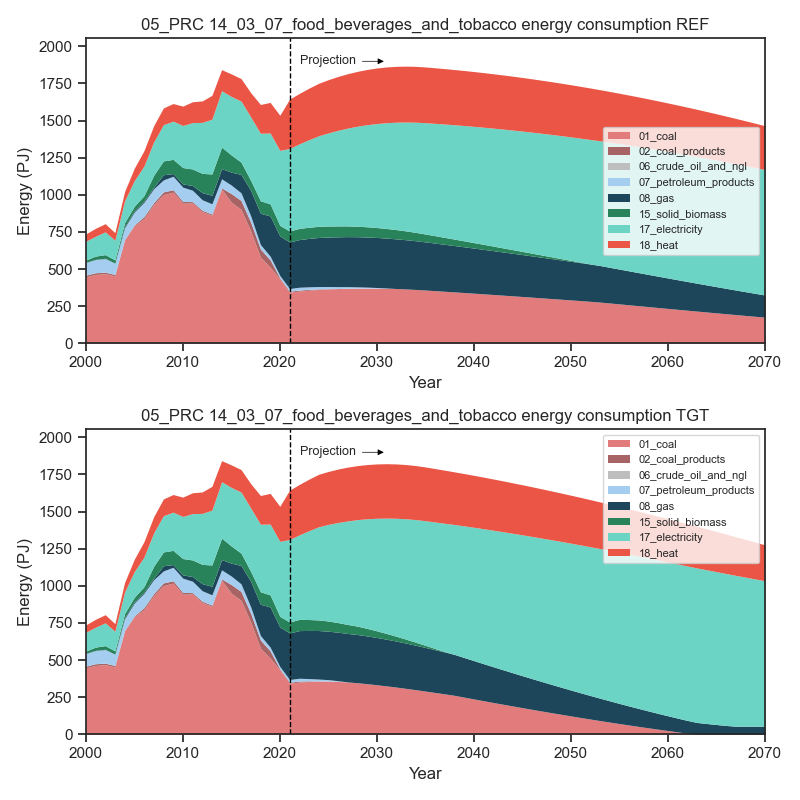 05_PRC 14_03_07_food_beverages_and_tobacco energy consumption REF
2000
1750
1500
1250
1000
750
500
250
0
Energy (PJ)
Projection
01_coal
02_coal_products
06_crude_oil_and_ngl
07_petroleum_products
08_gas
15_solid_biomass
17_electricity
18_heat
2000 2010 2020 2030 2040 2050 2060 2070
Year
05_PRC 14_03_07_food_beverages_and_tobacco energy consumption TGT
2000
1750
1500
1250
1000
750
500
250
0
Energy (PJ)
Projection
01_coal
02_coal_products
06_crude_oil_and_ngl
07_petroleum_products
08_gas
15_solid_biomass
17_electricity
18_heat
2000 2010 2020 2030 2040 2050 2060 2070
Year